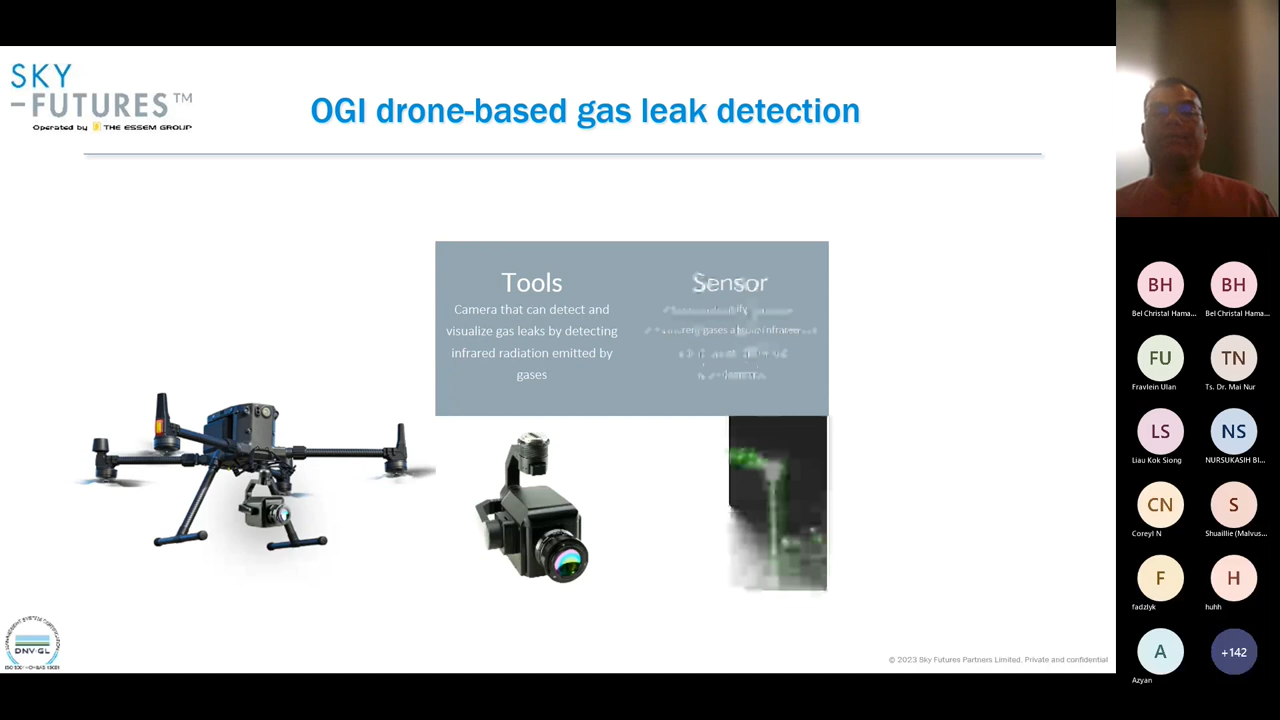 SKY
-FUTURES™
Operated by THE ESSEM GROUP
OGI drone-based gas leak detection
Tools
Camera that can detect and
visualize gas leaks by detecting
infrared radiation emitted by
gases
Sensor
DNV·GL
© 2023 Sky Futures Partners Limited. Private and confidential
BH
Bel Christal Hama...
BH
Bel Christal Hama...
FU
Fravlein Ulan
TN
Ts. Dr. Mai Nur
LS
Liau Kok Siong
NS
NURSUKASIH BI...
CN
Coreyl N
S
Shuaillie (Malvus...
F
fadzlyk
H
huhh
A
Azyan
+142